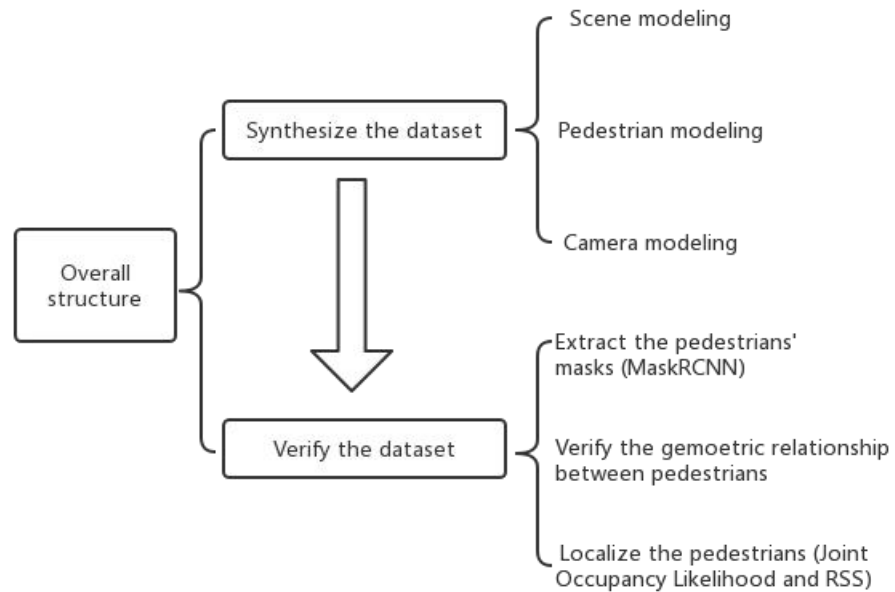 Scene modeling
Synthesize the dataset
Pedestrian modeling
Camera modeling
Overall
structure
Extract the pedestrians'
masks (MaskRCNN)
Verify the dataset
Verify the gemoetric relationship
between pedestrians
Localize the pedestrians (Joint
Occupancy Likelihood and RSS)